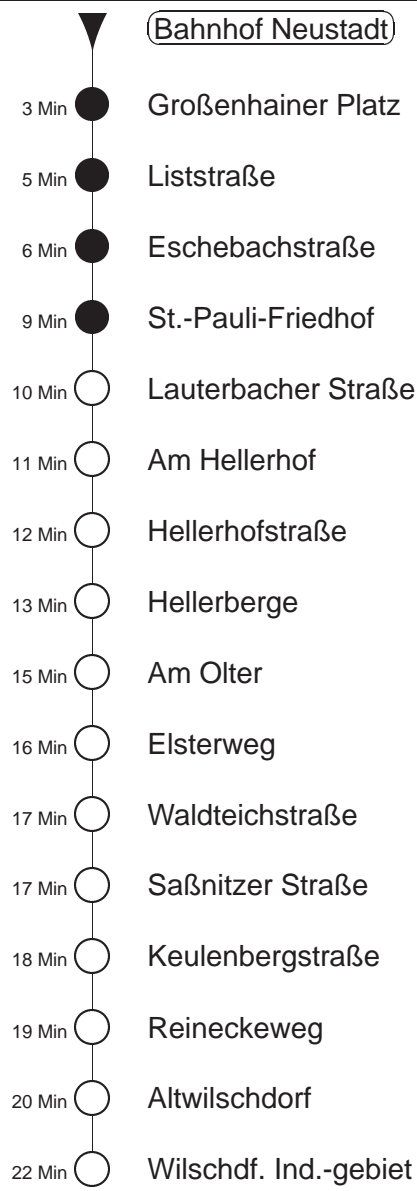 Bahnhof Neustadt
3 Min Großenhainer Platz
5 Min Liststraße
6 Min Eschebachstraße
9 Min St.-Pauli-Friedhof
10 Min Lauterbacher Straße
11 Min Am Hellerhof
12 Min Hellerhofstraße
13 Min Hellerberge
15 Min Am Olter
16 Min Elsterweg
17 Min Waldteichstraße
17 Min Saßnitzer Straße
18 Min Keulenbergstraße
19 Min Reineckeweg
20 Min Altwilschdorf
22 Min Wilschdf. Ind.-gebiet